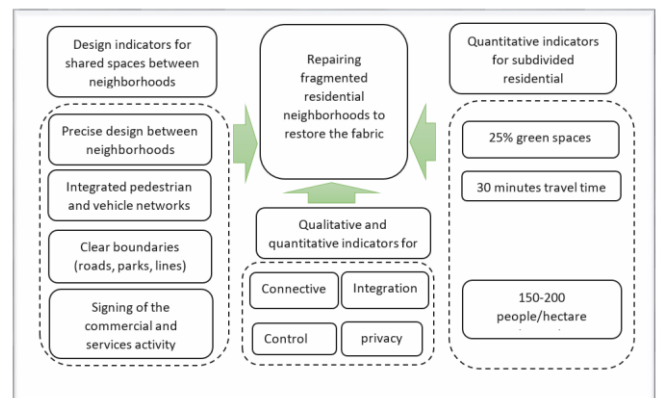 Design indicators for
shared spaces between
neighborhoods
Precise design between
neighborhoods
Integrated pedestrian
and vehicle networks
Clear boundaries
(roads, parks, lines)
Signing of the
commercial and
services activity
Repairing
fragmented
residential
neighborhoods to
restore the fabric
Qualitative and
quantitative indicators for
Connective
Integration
Control
privacy
Quantitative indicators
for subdivided
residential
25% green spaces
30 minutes travel time
150-200
people/hectare